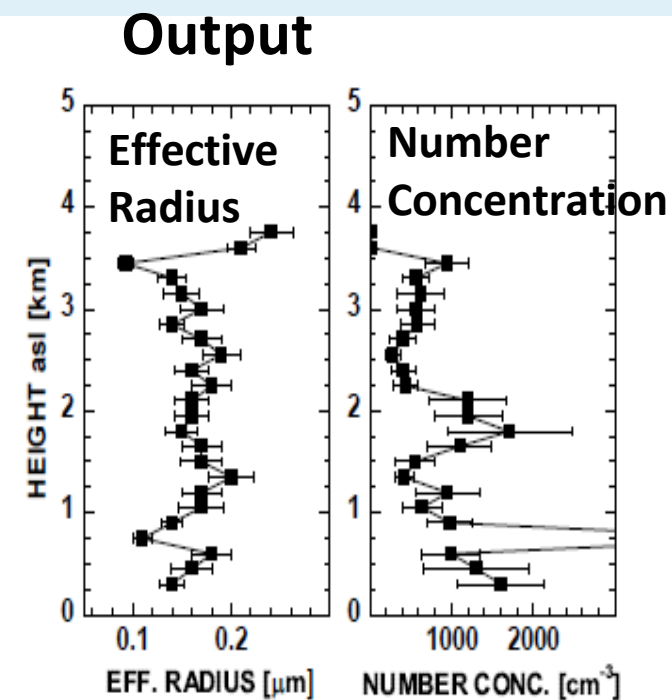 Output
Effective
Radius
Number
Concentration
HEIGHT asl [km]
5
4
3
2
1
0
0.1 0.2
EFF. RADIUS [μm]
5
4
3
2
1
0
1000 2000
NUMBER CONC. [cm⁻³]